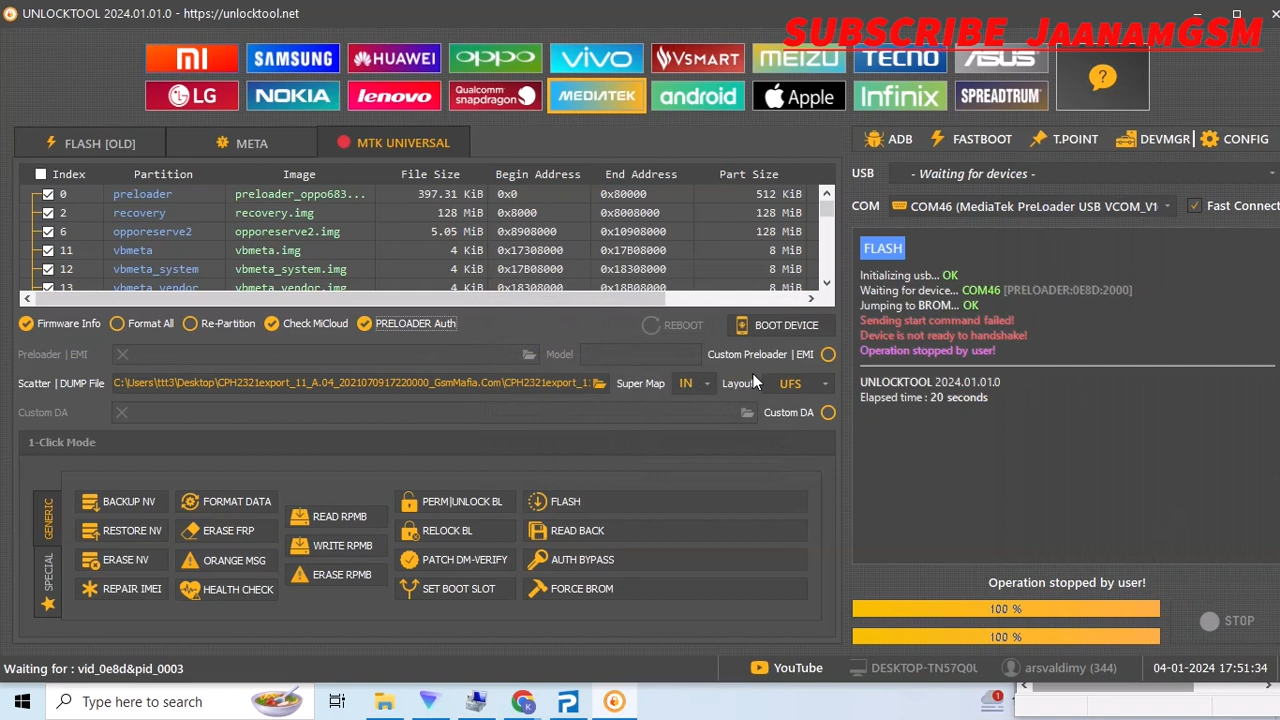 UNLOCKTOOL 2024.01.01.0 - https://unlocktool.net
SUBSCRIBE JAANAMGSM
MI SAMSUNG HUAWEI OPPO VIVO VSMART MEIZU TECNO ASUS ?
LG NOKIA lenovo Qualcomm snapdragon MEDIATEK android Apple Infinix SPREADTRUM
FLASH [OLD] META MTK UNIVERSAL
ADB FASTBOOT T.POINT DEVMGR CONFIG
Index Partition Image File Size Begin Address End Address Part Size
0 preloader preloader_oppo683... 397.31 KiB 0x0 0x80000 512 KiB
2 recovery recovery.img 128 MiB 0x8000 0x8008000 128 MiB
6 opporeserve2 opporeserve2.img 5.05 MiB 0x8908000 0x10908000 128 MiB
11 vbmeta vbmeta.img 4 KiB 0x17308000 0x17B08000 8 MiB
12 vbmeta_system vbmeta_system.img 4 KiB 0x17B08000 0x18308000 8 MiB
13 vbmeta_vendor vbmeta_vendor.img 4 KiB 0x18308000 0x18B08000 8 MiB
USB - Waiting for devices -
COM COM46 (MediaTek PreLoader USB VCOM_V1 Fast Connect
FLASH
Initializing usb... OK
Waiting for device... COM46 [PRELOADER:0E8D:2000]
Jumping to BROM... OK
Sending start command failed!
Device is not ready to handshake!
Operation stopped by user!
UNLOCKTOOL 2024.01.01.0
Elapsed time : 20 seconds
Firmware Info Format All Re-Partition Check MiCloud PRELOADER Auth REBOOT BOOT DEVICE
Preloader | EMI Model Custom Preloader | EMI
Scatter | DUMP File C:\Users\ttt3\Desktop\CPH2321export_11_A.04_2021070917220000_GsmMafia.Com\CPH2321export_1 Super Map IN Layout UFS
Custom DA Custom DA
1-Click Mode
GENERIC
SPECIAL
BACKUP NV FORMAT DATA READ RPMB PERM|UNLOCK BL FLASH
RESTORE NV ERASE FRP WRITE RPMB RELOCK BL READ BACK
ERASE NV ORANGE MSG ERASE RPMB PATCH DM-VERIFY AUTH BYPASS
REPAIR IMEI HEALTH CHECK SET BOOT SLOT FORCE BROM
Operation stopped by user!
100 %
100 %
STOP
Waiting for : vid_0e8d&pid_0003 YouTube DESKTOP-TN57Q0U arsvaldimy (344) 04-01-2024 17:51:34
Type here to search
1